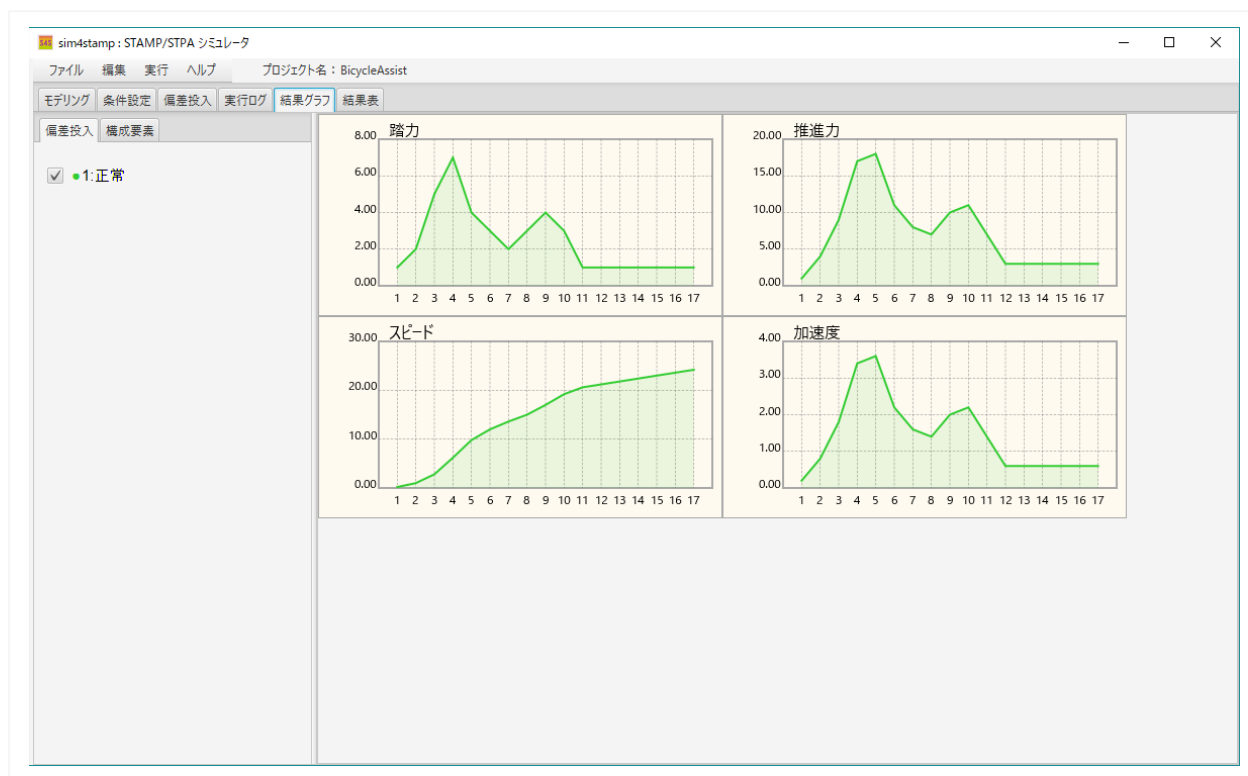 S4S sim4stamp : STAMP/STPA シミュレータ
ファイル 編集 実行 ヘルプ プロジェクト名 : BicycleAssist
モデリング 条件設定 偏差投入 実行ログ 結果グラフ 結果表
偏差投入 構成要素
1:正常
踏力
8.00
6.00
4.00
2.00
0.00
1 2 3 4 5 6 7 8 9 10 11 12 13 14 15 16 17
推進力
20.00
15.00
10.00
5.00
0.00
1 2 3 4 5 6 7 8 9 10 11 12 13 14 15 16 17
スピード
30.00
20.00
10.00
0.00
1 2 3 4 5 6 7 8 9 10 11 12 13 14 15 16 17
加速度
4.00
3.00
2.00
1.00
0.00
1 2 3 4 5 6 7 8 9 10 11 12 13 14 15 16 17